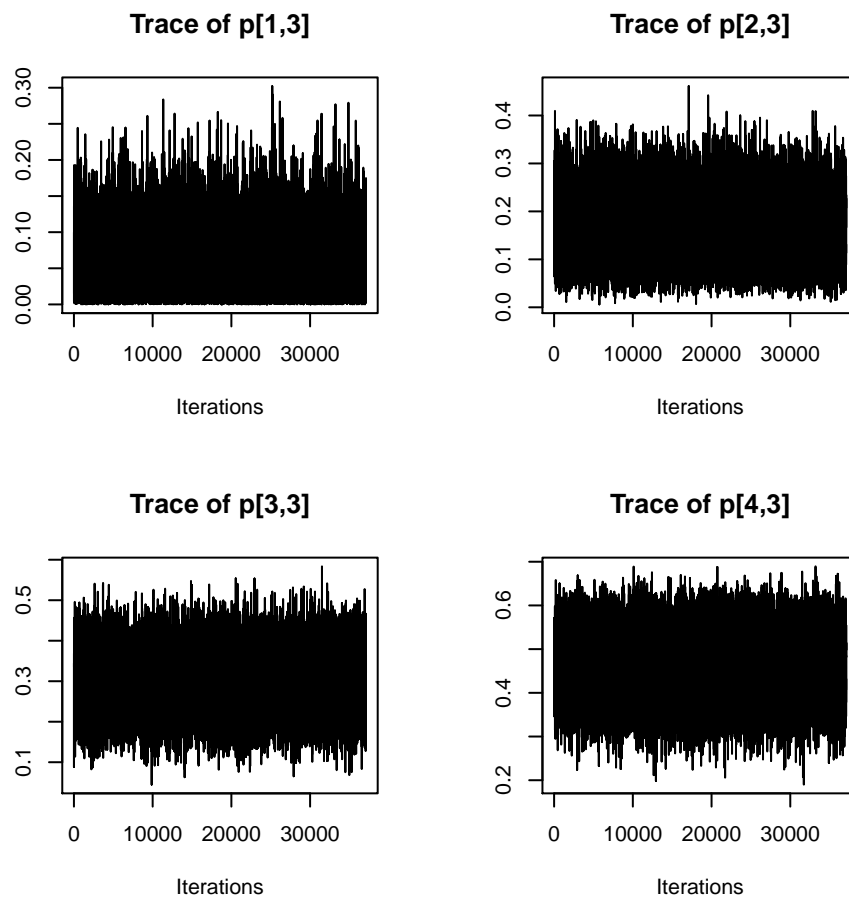 Trace of p[1,3]
0.30
0.20
0.10
0.00
0 10000 20000 30000
Iterations
Trace of p[2,3]
0.4
0.3
0.2
0.1
0.0
0 10000 20000 30000
Iterations
Trace of p[3,3]
0.5
0.3
0.1
0 10000 20000 30000
Iterations
Trace of p[4,3]
0.6
0.4
0.2
0 10000 20000 30000
Iterations